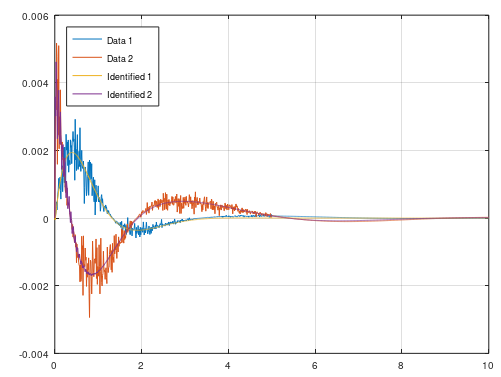 0.006
0.004
0.002
0
-0.002
-0.004
Data 1
Data 2
Identified 1
Identified 2
0 2 4 6 8 10